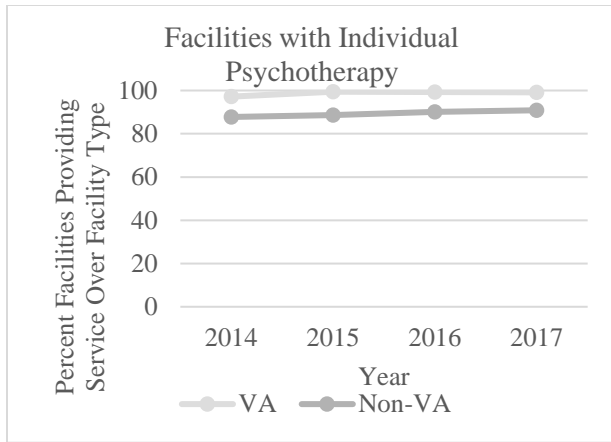 Facilities with Individual
Psychotherapy
Percent Facilities Providing
Service Over Facility Type
100
80
60
40
20
0
2014 2015 2016 2017
Year
VA Non-VA